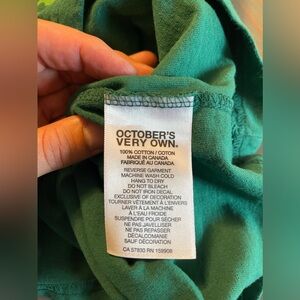 OCTOBER'S
VERY OWN.
100% COTTON / COTON
MADE IN CANADA
FABRIQUÉ AU CANADA
REVERSE GARMENT
MACHINE WASH COLD
HANG TO DRY
DO NOT BLEACH
DO NOT IRON DECAL
EXCLUSIVE OF DECORATION
TOURNER VÊTEMENT À L'ENVERS
LAVER À LA MACHINE
À L'EAU FROIDE
SUSPENDRE POUR SÉCHER
NE PAS JAVELLISER
NE PAS REPASSER
DÉCALCOMANIE
SAUF DÉCORATION
CA 57930 RN 159908